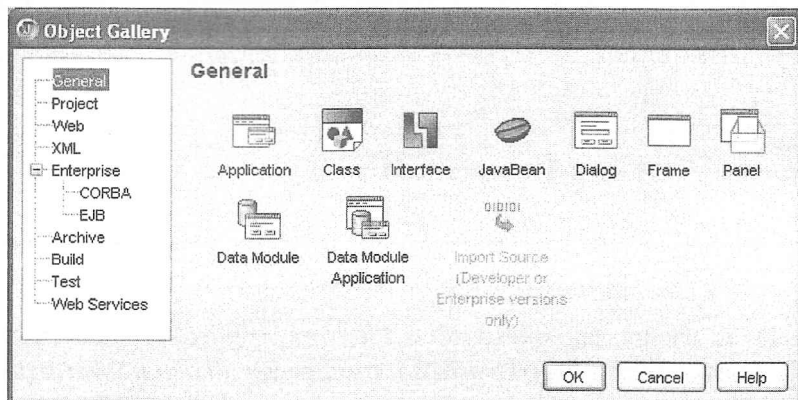 Object Gallery
General
Project
Web
XML
Enterprise
CORBA
EJB
Archive
Build
Test
Web Services
General
Application
Class
Interface
JavaBean
Dialog
Frame
Panel
Data Module
Data Module
Application
010101
Import Source
(Developer or
Enterprise versions
only)
OK
Cancel
Help